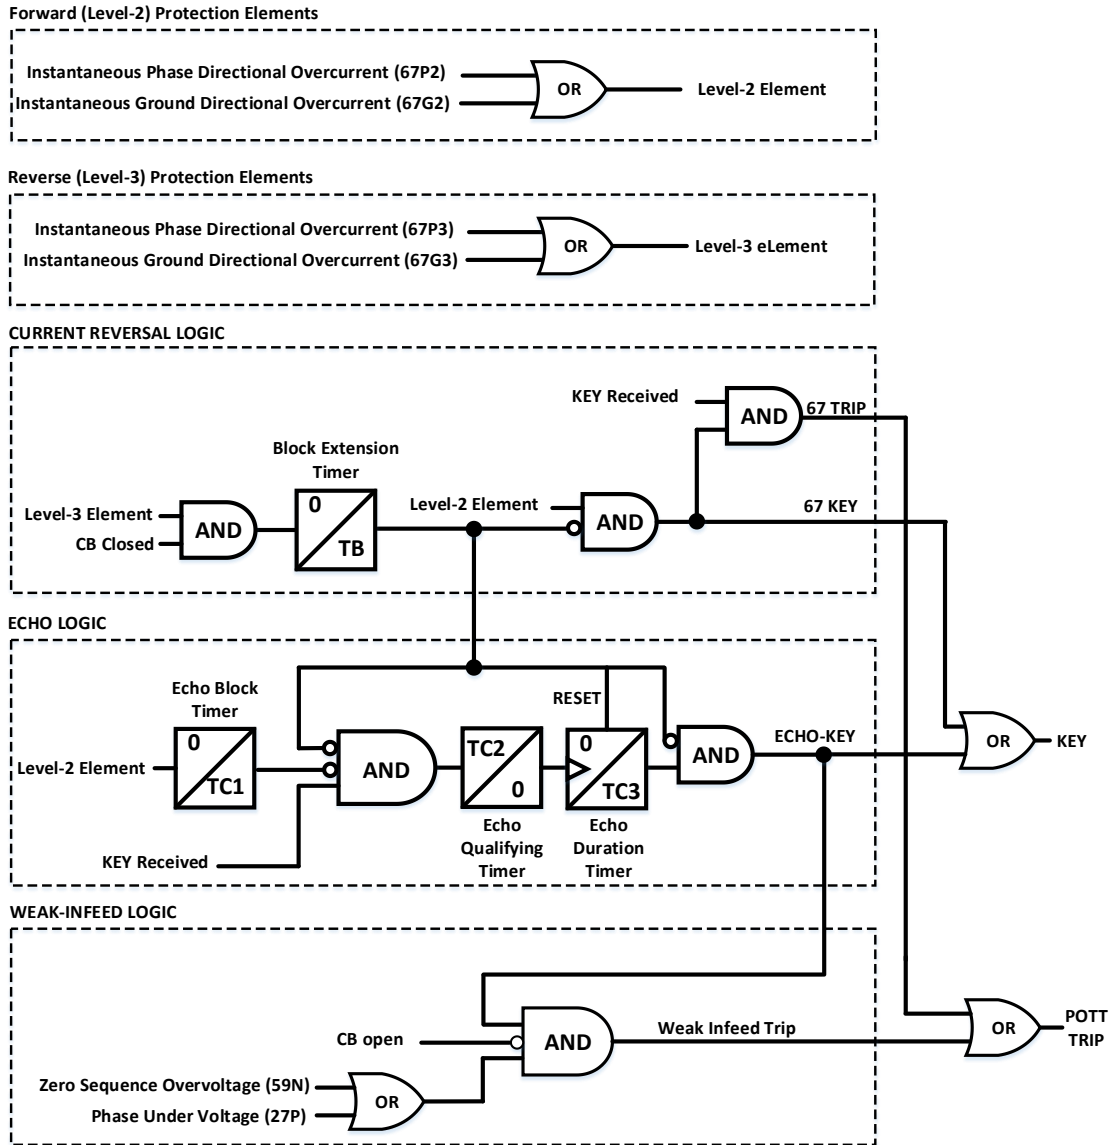 Forward (Level-2) Protection Elements
Instantaneous Phase Directional Overcurrent (67P2)
Instantaneous Ground Directional Overcurrent (67G2)
OR
Level-2 Element
Reverse (Level-3) Protection Elements
Instantaneous Phase Directional Overcurrent (67P3)
Instantaneous Ground Directional Overcurrent (67G3)
OR
Level-3 eLement
CURRENT REVERSAL LOGIC
KEY Received
AND
67 TRIP
Block Extension
Timer
0
TB
Level-3 Element
CB Closed
AND
Level-2 Element
AND
67 KEY
ECHO LOGIC
Echo Block
Timer
0
TC1
Level-2 Element
KEY Received
AND
TC2
0
Echo
Qualifying
Timer
RESET
0
TC3
Echo
Duration
Timer
AND
ECHO-KEY
OR
KEY
WEAK-INFEED LOGIC
CB open
AND
Weak Infeed Trip
Zero Sequence Overvoltage (59N)
Phase Under Voltage (27P)
OR
OR
POTT
TRIP